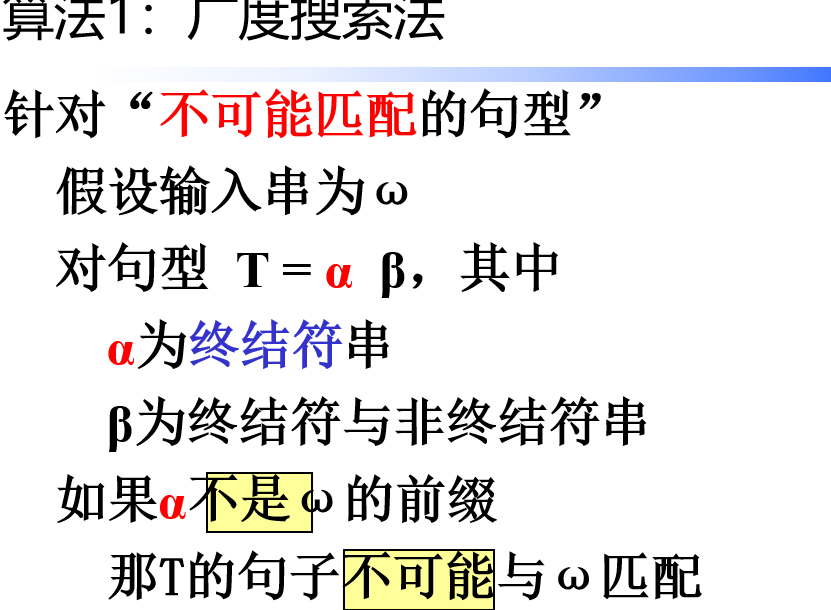 算法1：广度搜索法
针对“不可能匹配的句型”
假设输入串为ω
对句型 T = α β，其中
α为终结符串
β为终结符与非终结符串
如果α不是ω的前缀
那T的句子不可能与ω匹配